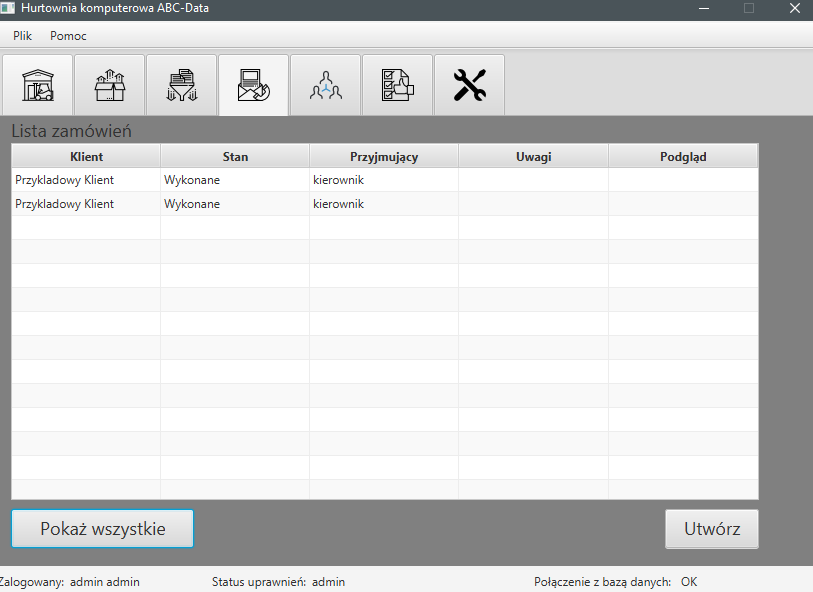 Hurtownia komputerowa ABC-Data
Plik Pomoc
Lista zamówień
Klient Stan Przyjmujący Uwagi Podgląd
Przykladowy Klient Wykonane kierownik
Przykladowy Klient Wykonane kierownik
Pokaż wszystkie Utwórz
Zalogowany: admin admin Status uprawnień: admin Połączenie z bazą danych: OK